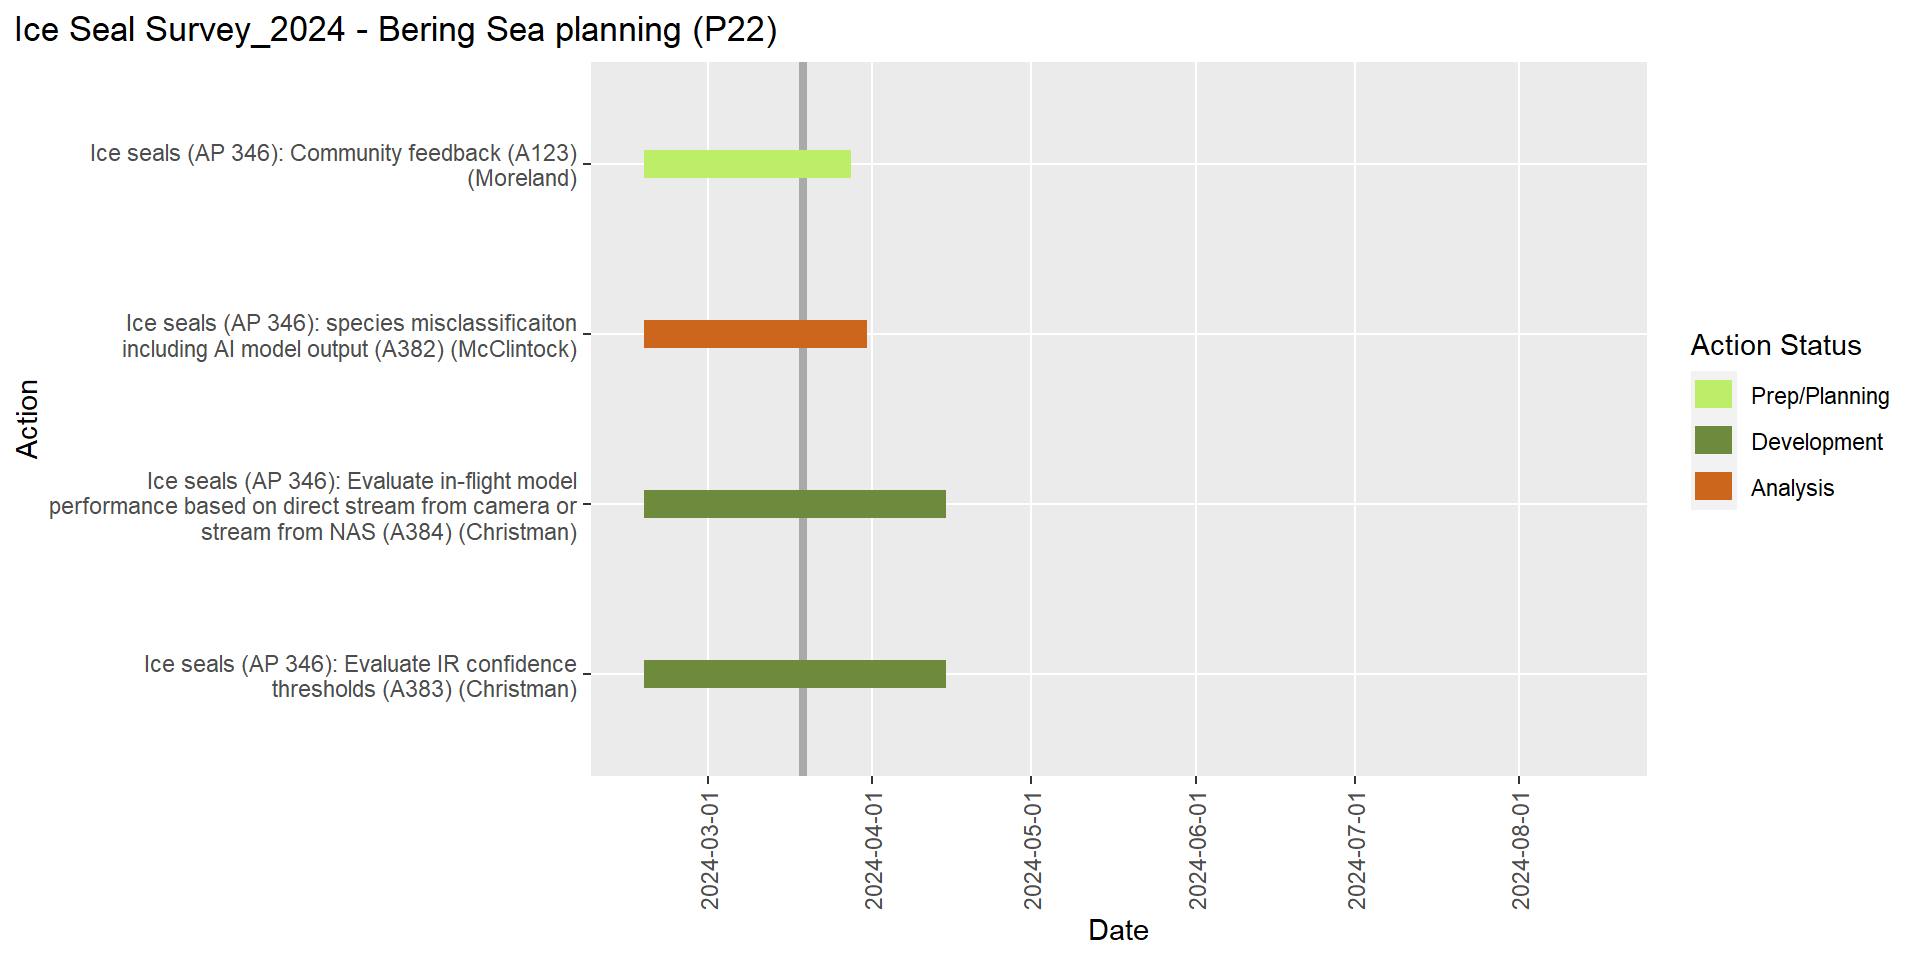 Ice Seal Survey_2024 - Bering Sea planning (P22)
Ice seals (AP 346): Community feedback (A123)
(Moreland)
Ice seals (AP 346): species misclassificaiton
including AI model output (A382) (McClintock)
Ice seals (AP 346): Evaluate in-flight model
performance based on direct stream from camera or
stream from NAS (A384) (Christman)
Ice seals (AP 346): Evaluate IR confidence
thresholds (A383) (Christman)
Action
2024-03-01
2024-04-01
2024-05-01
2024-06-01
2024-07-01
2024-08-01
Date
Action Status
Prep/Planning
Development
Analysis